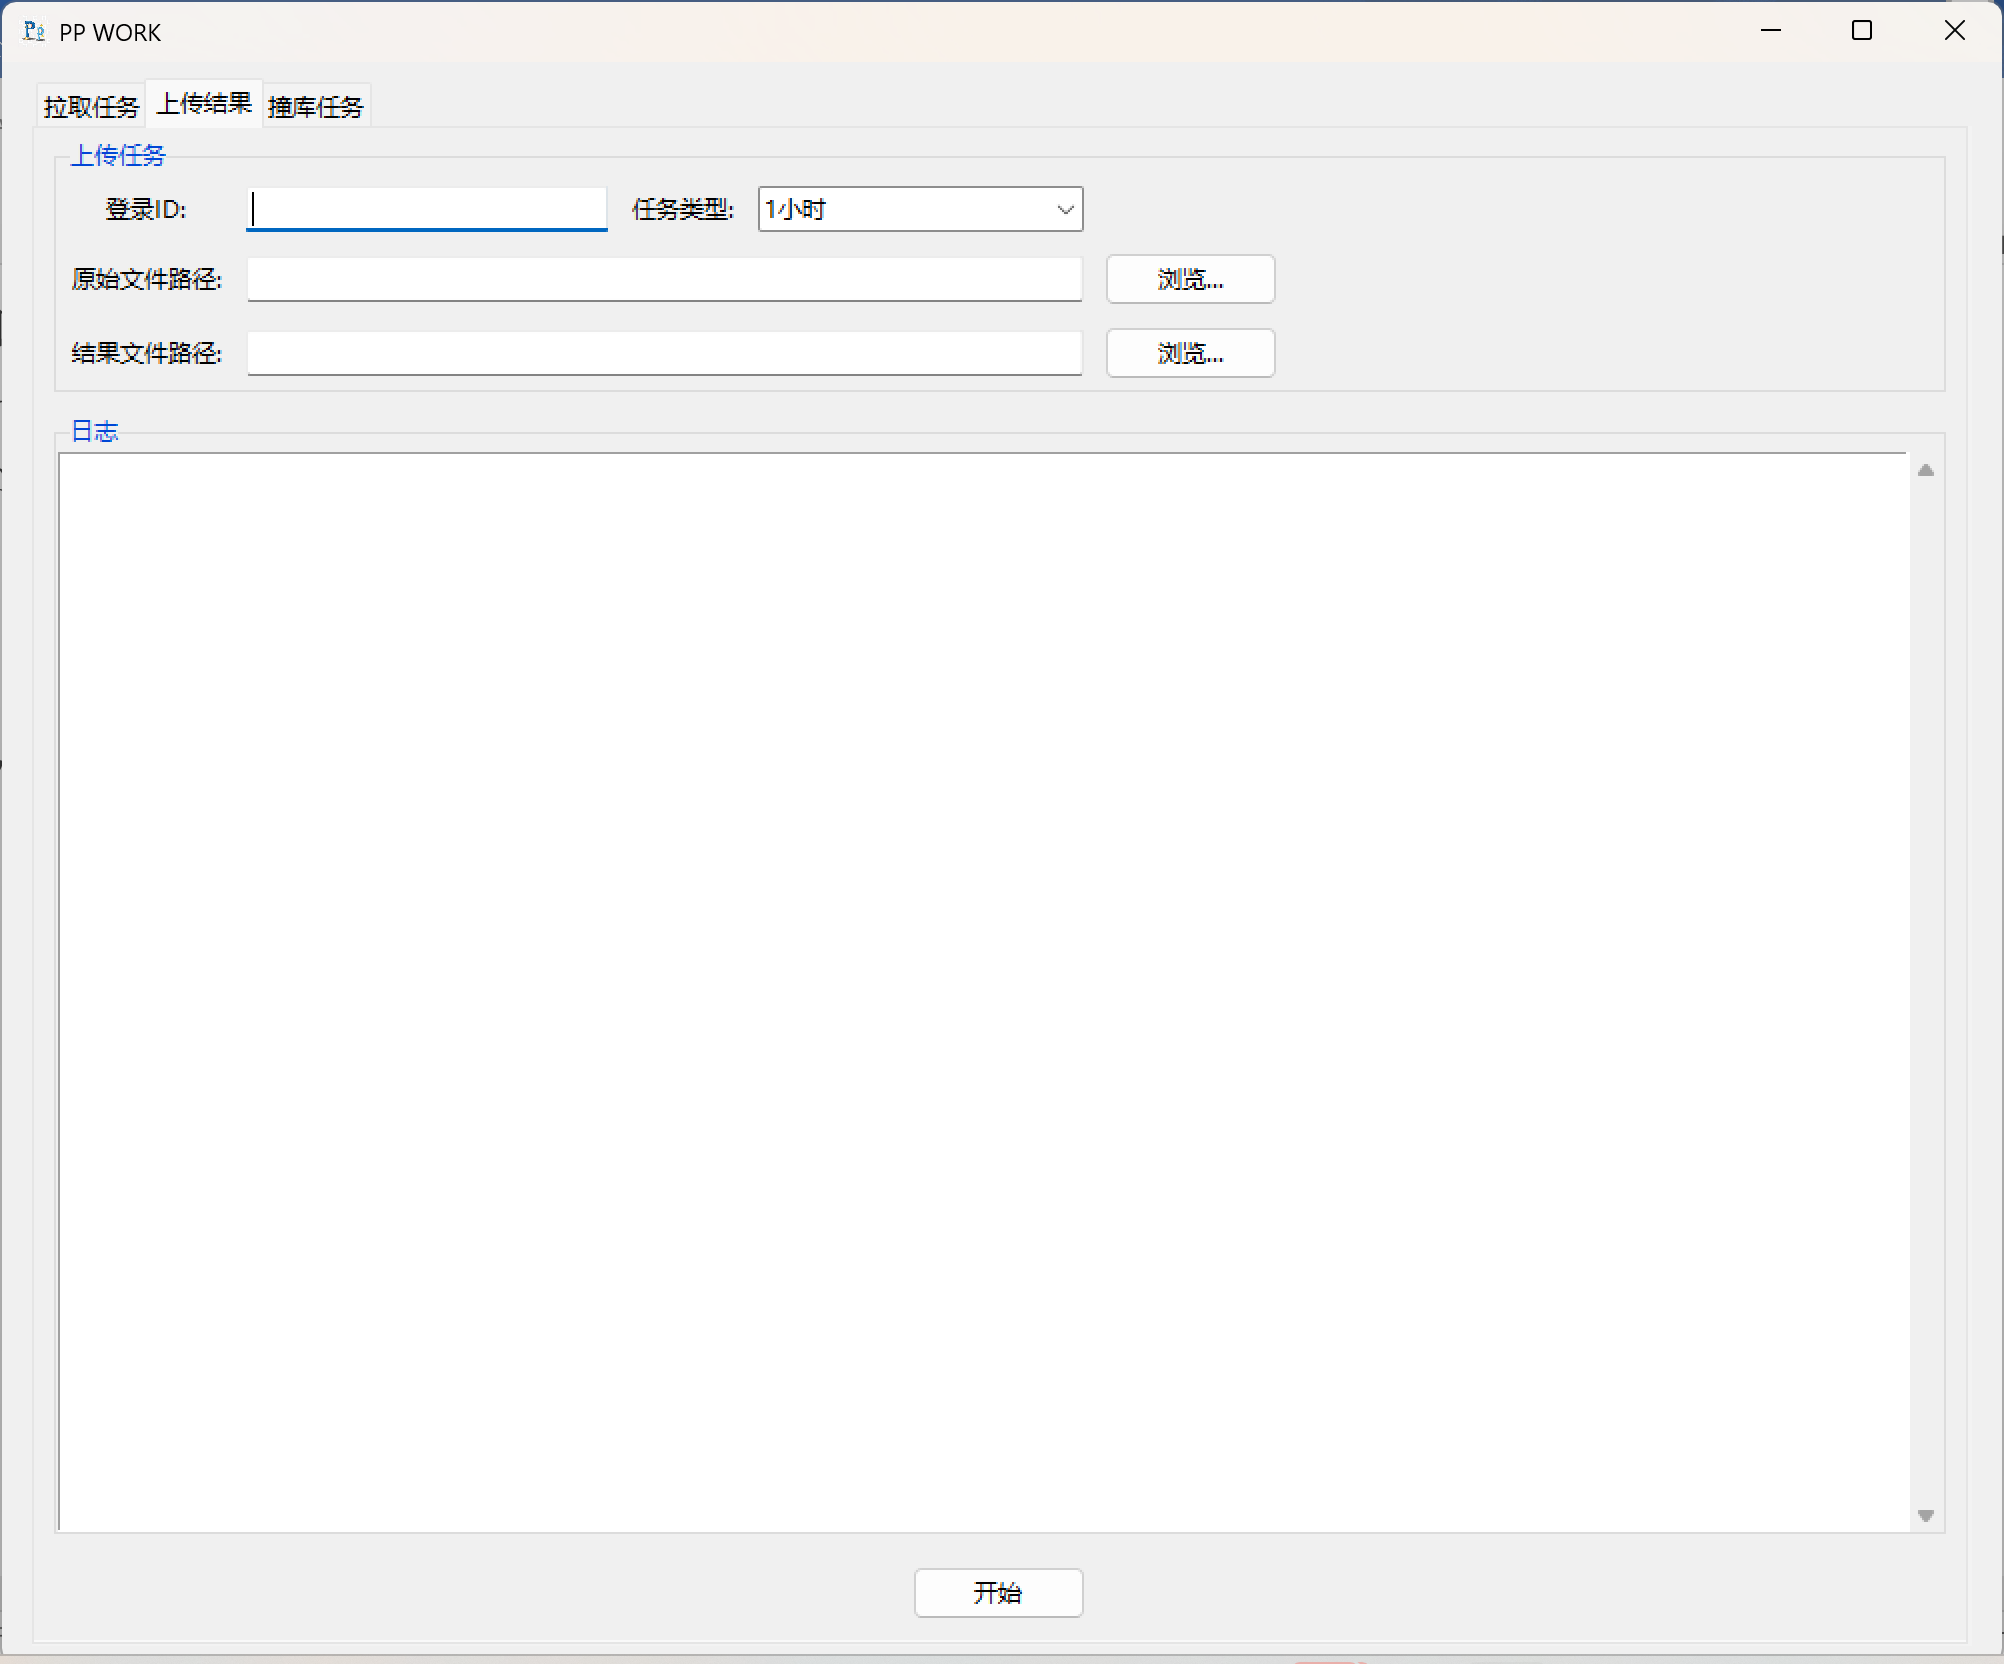 PP WORK
拉取任务 上传结果 撞库任务
上传任务
登录ID: 任务类型: 1小时
原始文件路径: 浏览...
结果文件路径: 浏览...
日志
开始